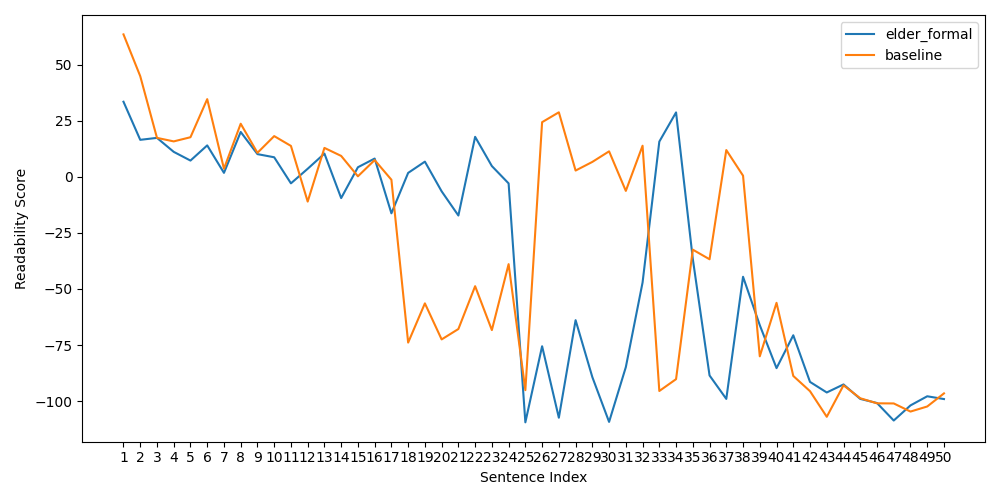 elder_formal
baseline
Readability Score
50
25
0
−25
−50
−75
−100
1 2 3 4 5 6 7 8 9 10 11 12 13 14 15 16 17 18 19 20 21 22 23 24 25 26 27 28 29 30 31 32 33 34 35 36 37 38 39 40 41 42 43 44 45 46 47 48 49 50
Sentence Index